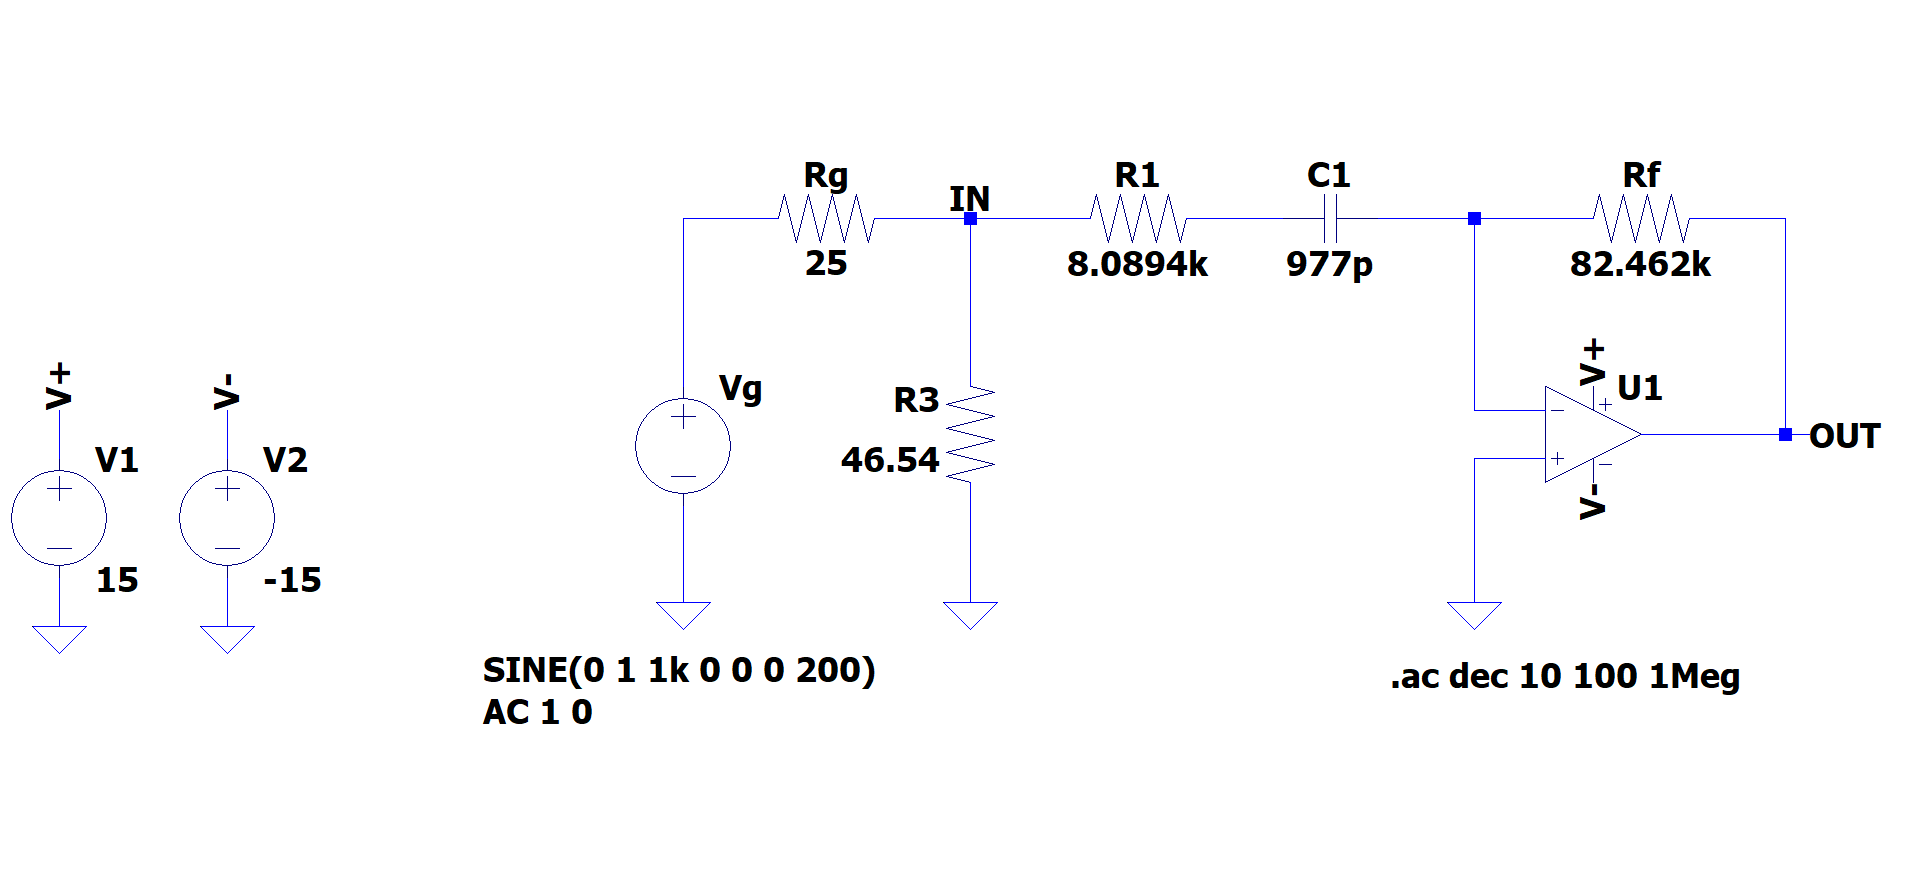 Rg
25
IN
R1
8.0894k
C1
977p
Rf
82.462k
V+
V1
15
V-
V2
-15
Vg
R3
46.54
V+
U1
V-
OUT
SINE(0 1 1k 0 0 0 200)
AC 1 0
.ac dec 10 100 1Meg